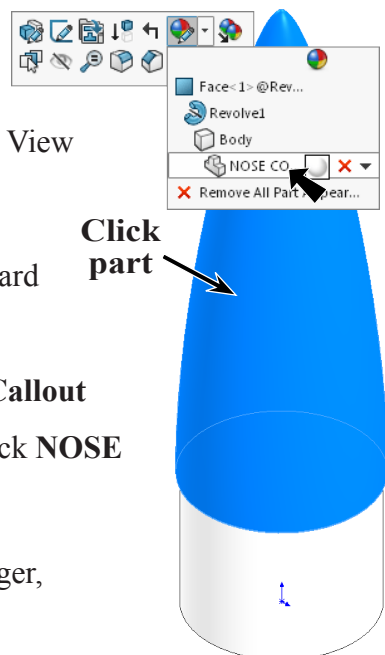 Face<1>@Rev...
Revolve1
Body
View
NOSE CO
Remove All Part Appear...
Click
part
ard
Callout
ck NOSE
ger,